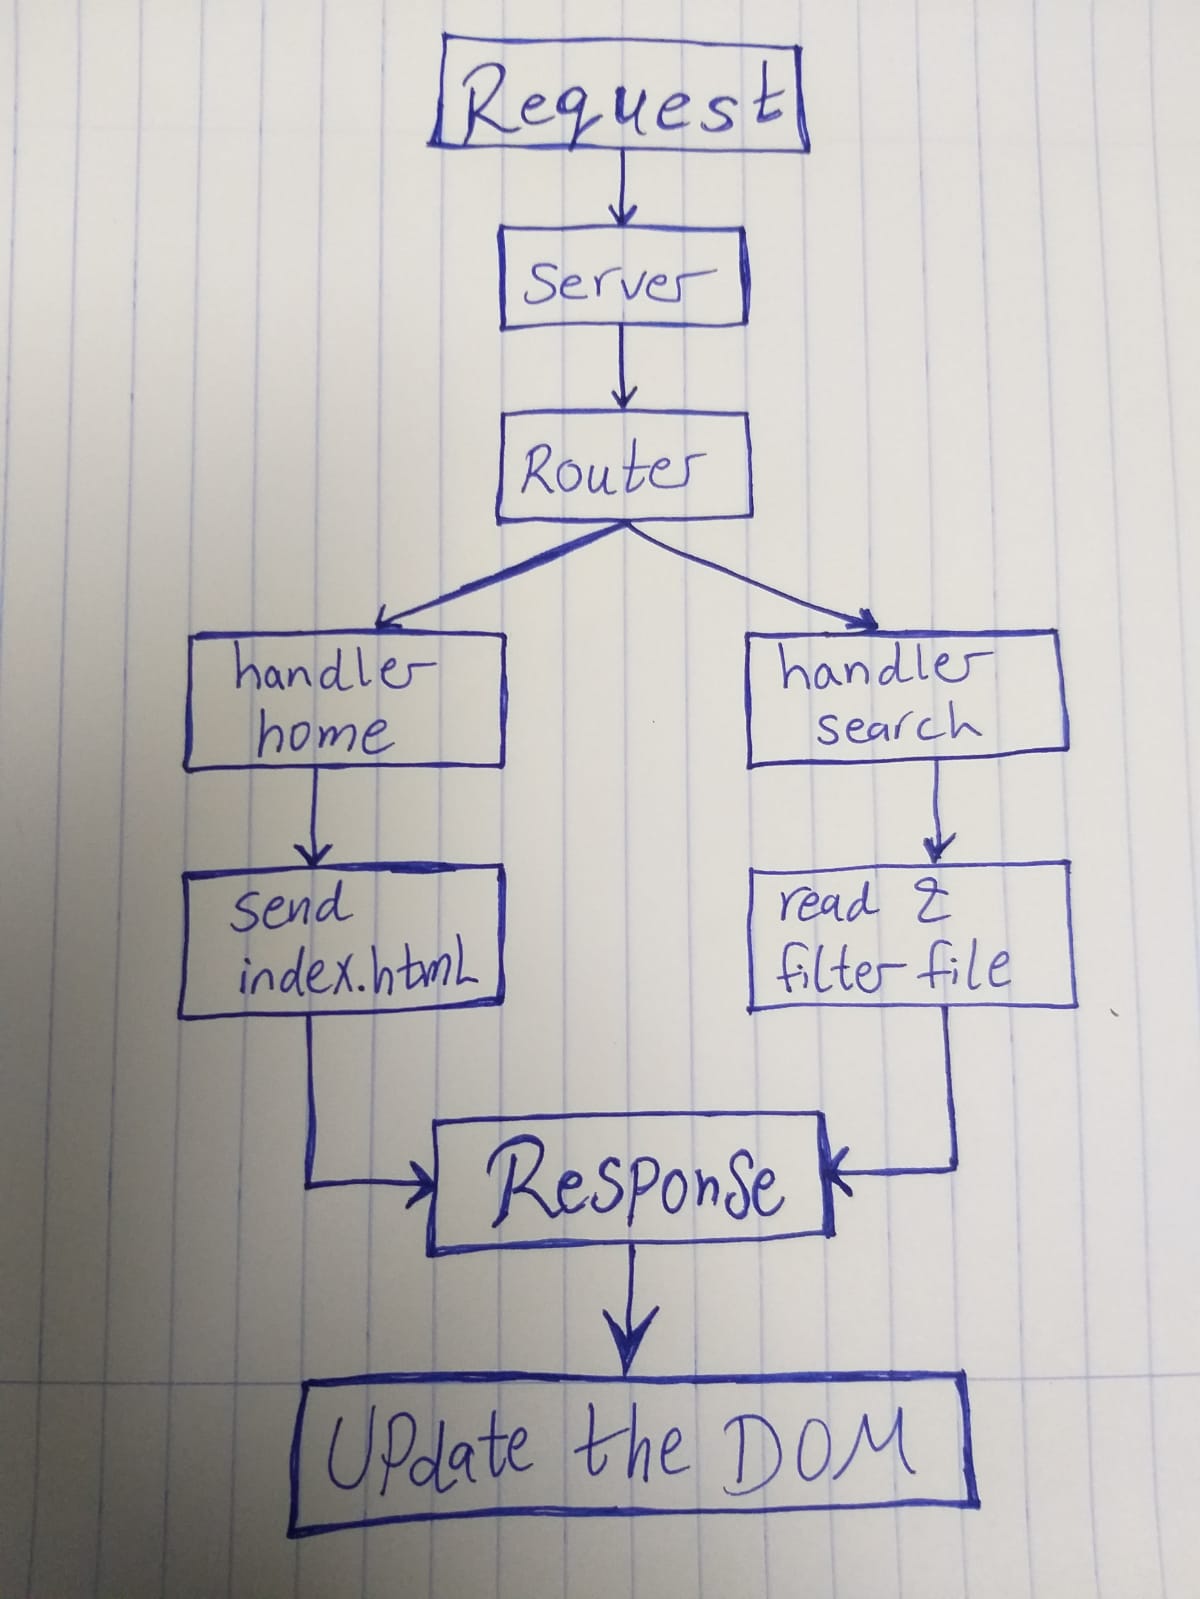 Request
Server
Router
handler
home
handler
search
send
index.html
read &
filter file
Response
Update the DOM